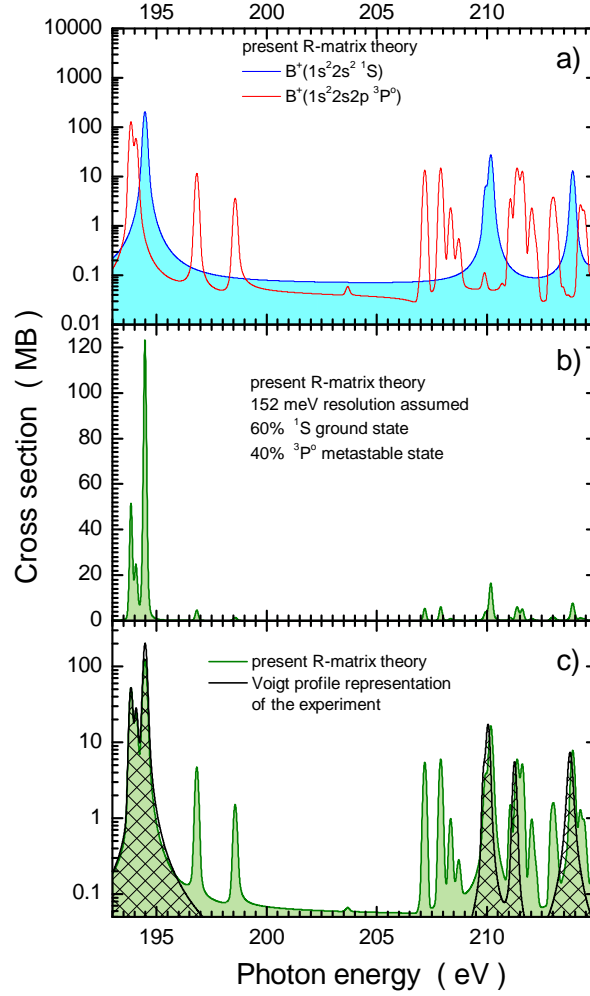 195 200 205 210
10000
1000
100
10
1
0.1
0.01
a)
present R-matrix theory
B⁺(1s²2s² ¹S)
B⁺(1s²2s2p ³Pᵒ)
120
100
80
60
40
20
0
b)
present R-matrix theory
152 meV resolution assumed
60% ¹S ground state
40% ³Pᵒ metastable state
Cross section ( MB)
100
10
1
0.1
c)
present R-matrix theory
Voigt profile representation
of the experiment
195 200 205 210
Photon energy ( eV)